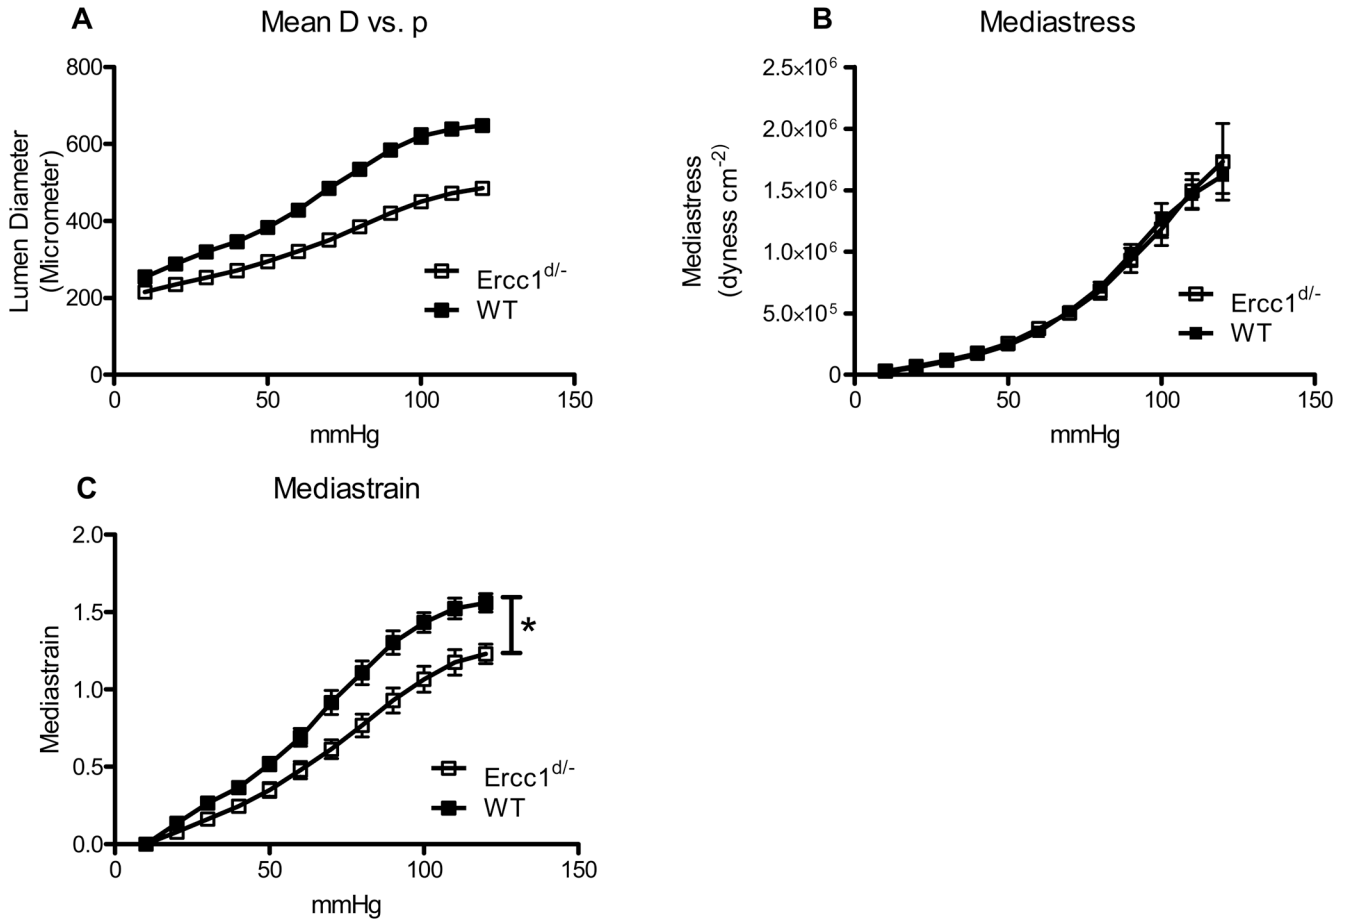 A
Mean D vs. p
800
600
400
200
0
Lumen Diameter
(Micrometer)
0
50
100
150
mmHg
Ercc1d/-
WT
B
Mediastress
2.5×10⁶
2.0×10⁶
1.5×10⁶
1.0×10⁶
5.0×10⁵
0
Mediastress
(dyness cm⁻²)
0
50
100
150
mmHg
Ercc1d/-
WT
C
Mediastrain
2.0
1.5
1.0
0.5
0.0
Mediastrain
0
50
100
150
mmHg
*
Ercc1d/-
WT